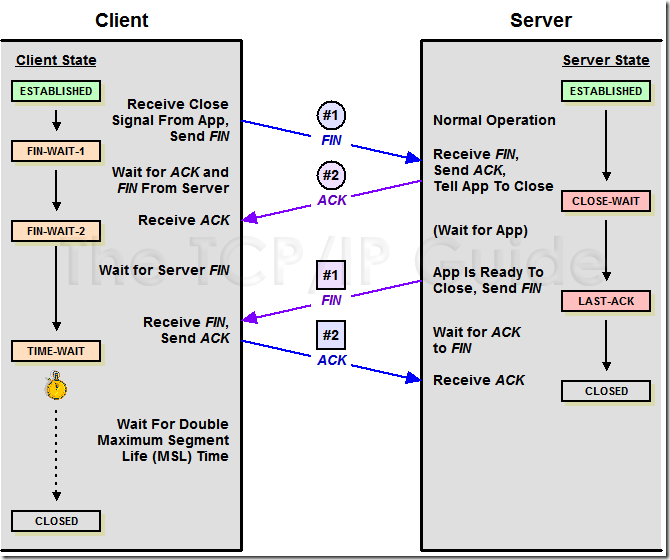 Client
Server
Client State
Server State
ESTABLISHED
ESTABLISHED
Receive Close
Signal From App,
Send FIN
#1
FIN
Normal Operation
FIN-WAIT-1
Receive FIN,
Send ACK,
Tell App To Close
Wait for ACK and
FIN From Server
#2
ACK
CLOSE-WAIT
Receive ACK
FIN-WAIT-2
(Wait for App)
The TCP/IP Guide
Wait for Server FIN
#1
FIN
App Is Ready To
Close, Send FIN
LAST-ACK
Receive FIN,
Send ACK
#2
ACK
Wait for ACK
to FIN
TIME-WAIT
Receive ACK
CLOSED
Wait For Double
Maximum Segment
Life (MSL) Time
CLOSED